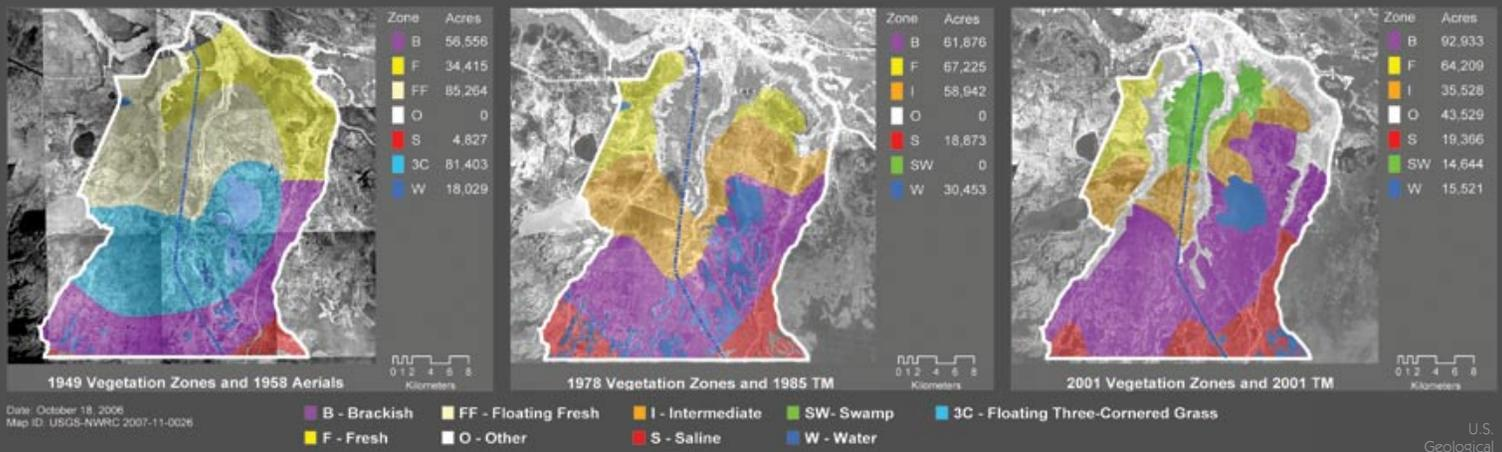 Zone Acres
B 56,556
F 34,415
FF 85,264
O 0
S 4,827
3C 81,403
W 18,029
0 1 2 4 6 8
Kilometers
1949 Vegetation Zones and 1958 Aerials
Zone Acres
B 61,876
F 67,225
I 58,942
O 0
S 18,873
SW 0
W 30,453
0 1 2 4 6 8
Kilometers
1978 Vegetation Zones and 1985 TM
Zone Acres
B 92,933
F 64,209
I 35,528
O 43,529
S 19,366
SW 14,644
W 15,521
0 1 2 4 6 8
Kilometers
2001 Vegetation Zones and 2001 TM
Date: October 18, 2006
Map ID: USGS-NWRC 2007-11-0026
B - Brackish FF - Floating Fresh I - Intermediate SW- Swamp 3C - Floating Three-Cornered Grass
F - Fresh O - Other S - Saline W - Water
U.S.
Geological